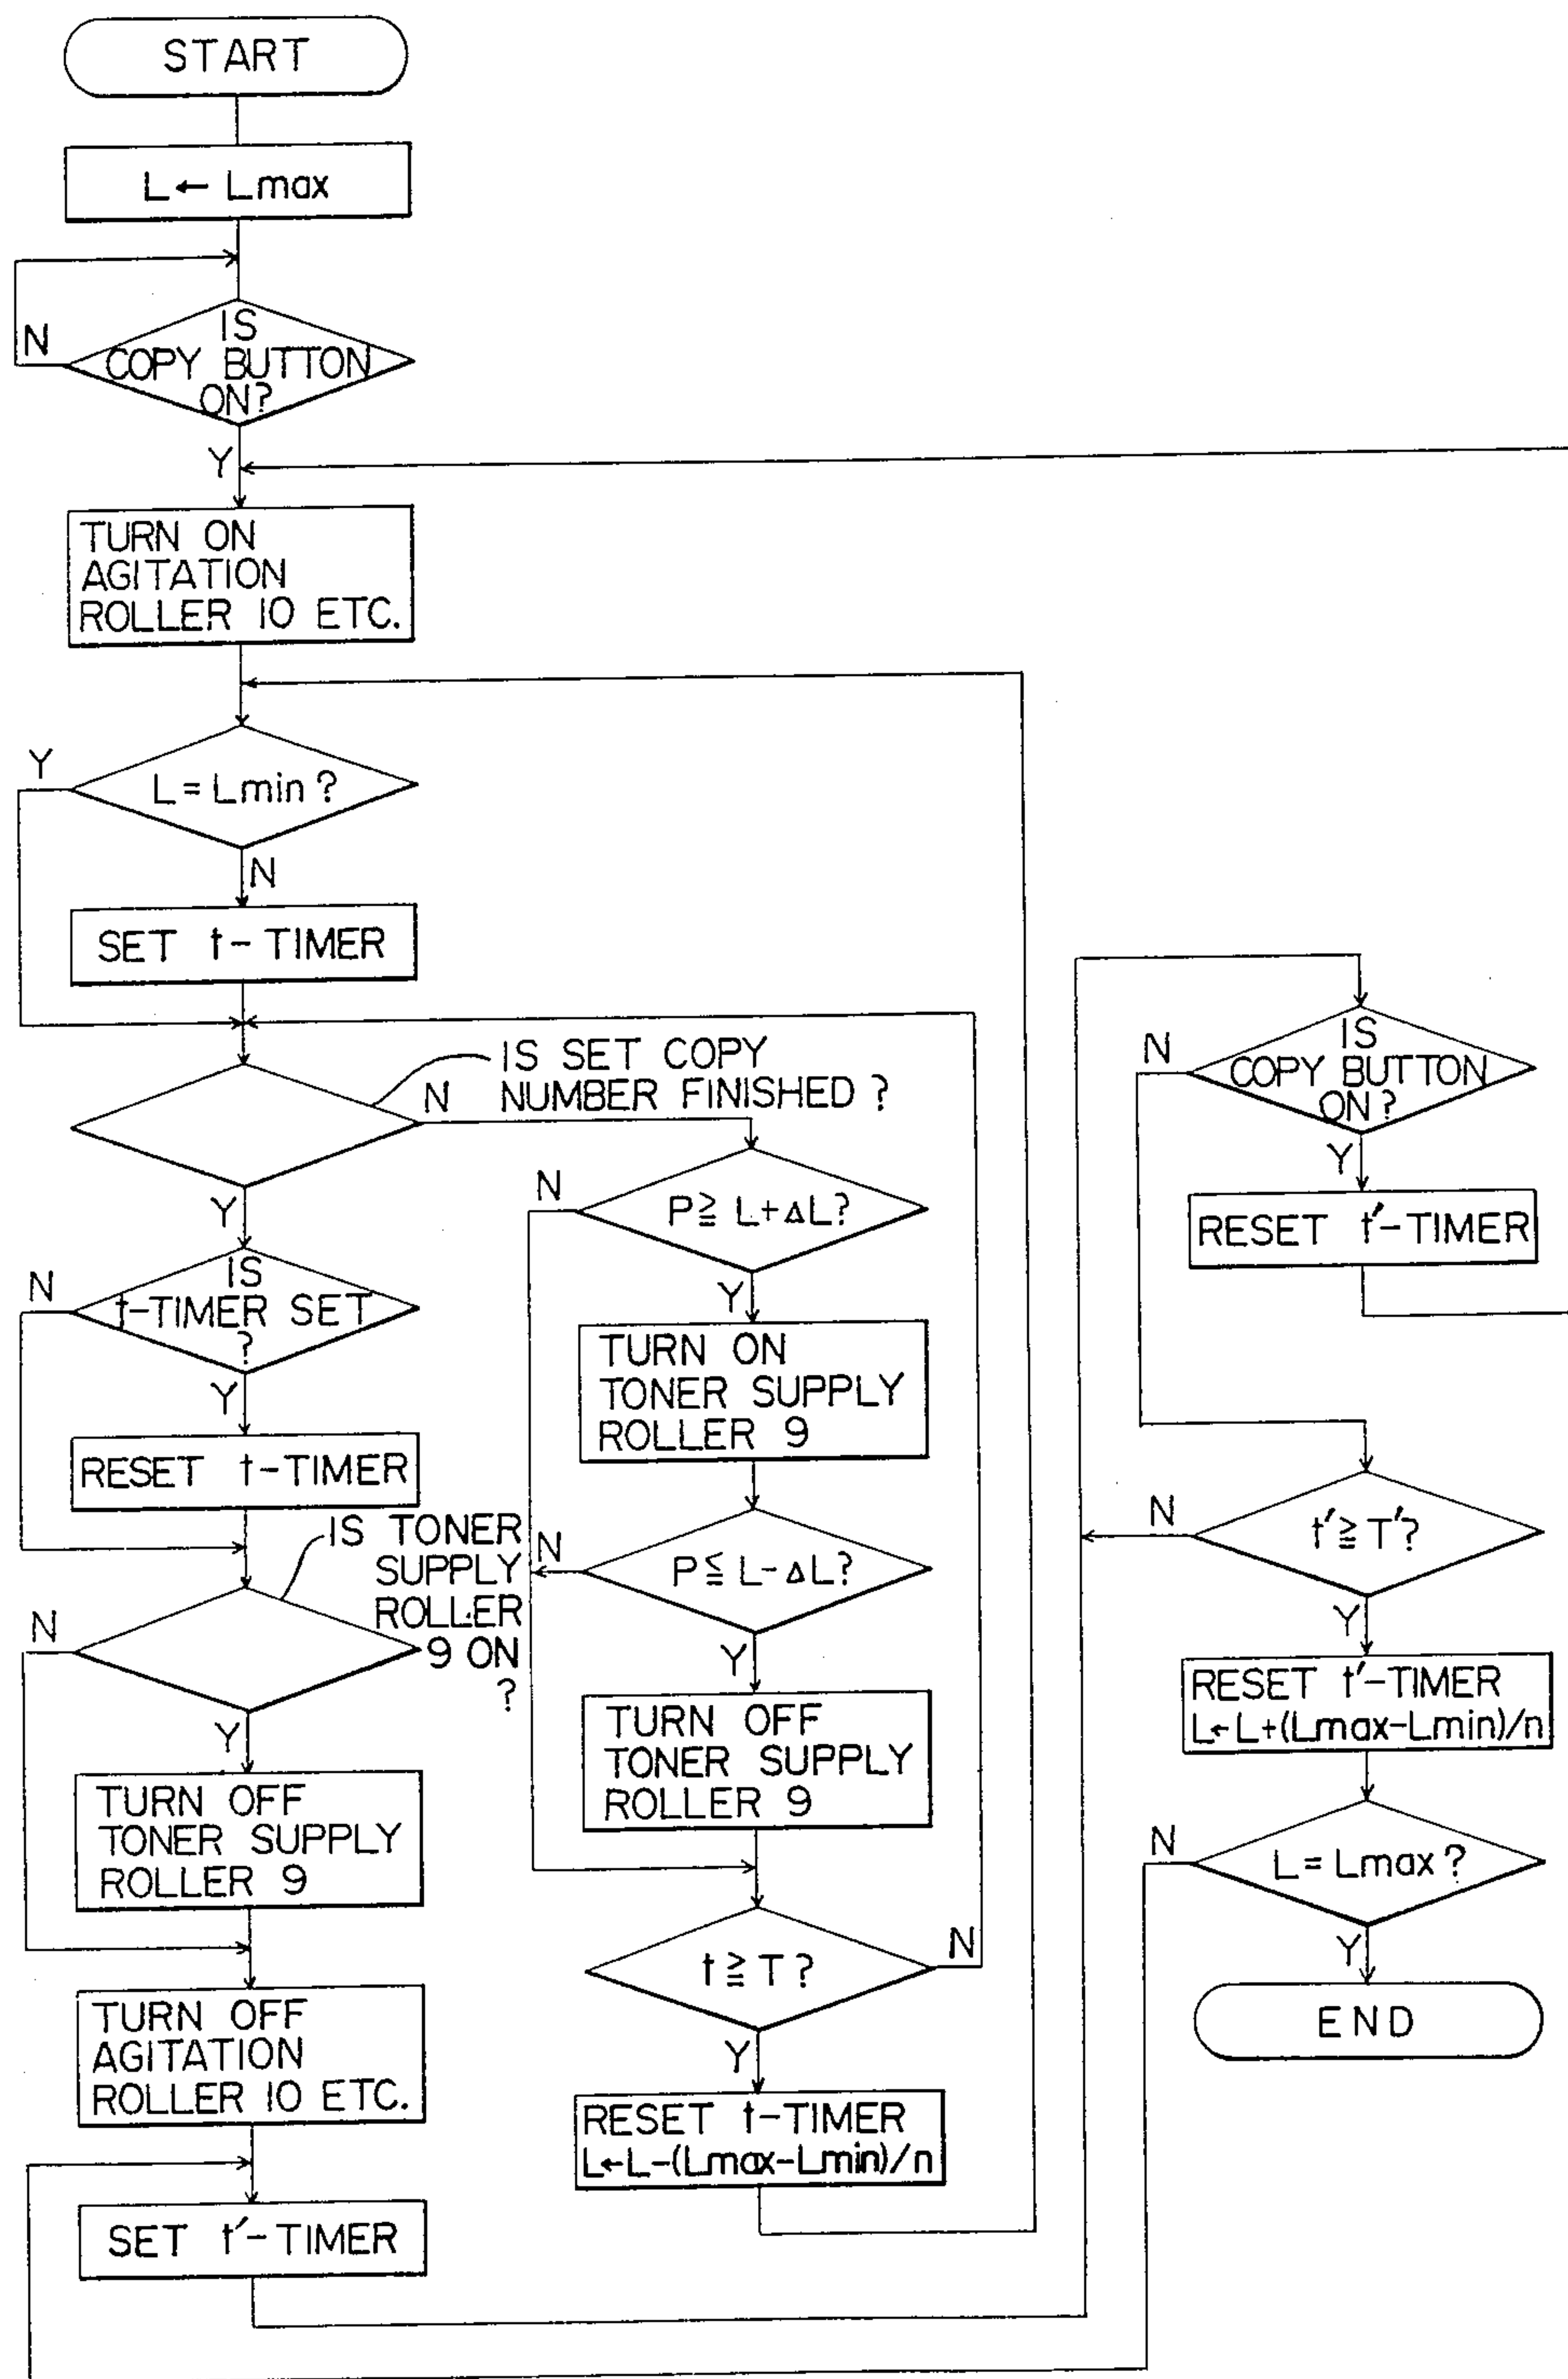 START
L ← Lmax
IS
COPY BUTTON
ON?
N
Y
TURN ON
AGITATION
ROLLER 10 ETC.
L = Lmin ?
Y
N
SET t-TIMER
IS SET COPY
NUMBER FINISHED ?
N
Y
IS
t-TIMER SET
?
N
Y
RESET t-TIMER
IS TONER
SUPPLY
ROLLER
9 ON
?
N
Y
TURN OFF
TONER SUPPLY
ROLLER 9
TURN OFF
AGITATION
ROLLER 10 ETC.
SET t'-TIMER
P ≧ L+ΔL?
N
Y
TURN ON
TONER SUPPLY
ROLLER 9
P ≦ L-ΔL?
N
Y
TURN OFF
TONER SUPPLY
ROLLER 9
t ≧ T ?
N
Y
RESET t-TIMER
L←L-(Lmax-Lmin)/n
IS
COPY BUTTON
ON?
N
Y
RESET t'-TIMER
t' ≧ T'?
N
Y
RESET t'-TIMER
L←L+(Lmax-Lmin)/n
L = Lmax ?
N
Y
END